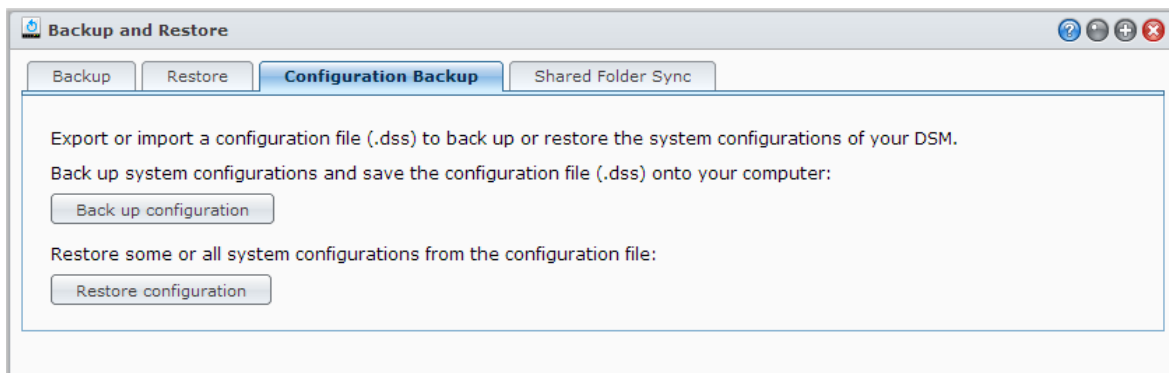 Backup and Restore
Backup Restore Configuration Backup Shared Folder Sync
Export or import a configuration file (.dss) to back up or restore the system configurations of your DSM.
Back up system configurations and save the configuration file (.dss) onto your computer:
Back up configuration
Restore some or all system configurations from the configuration file:
Restore configuration